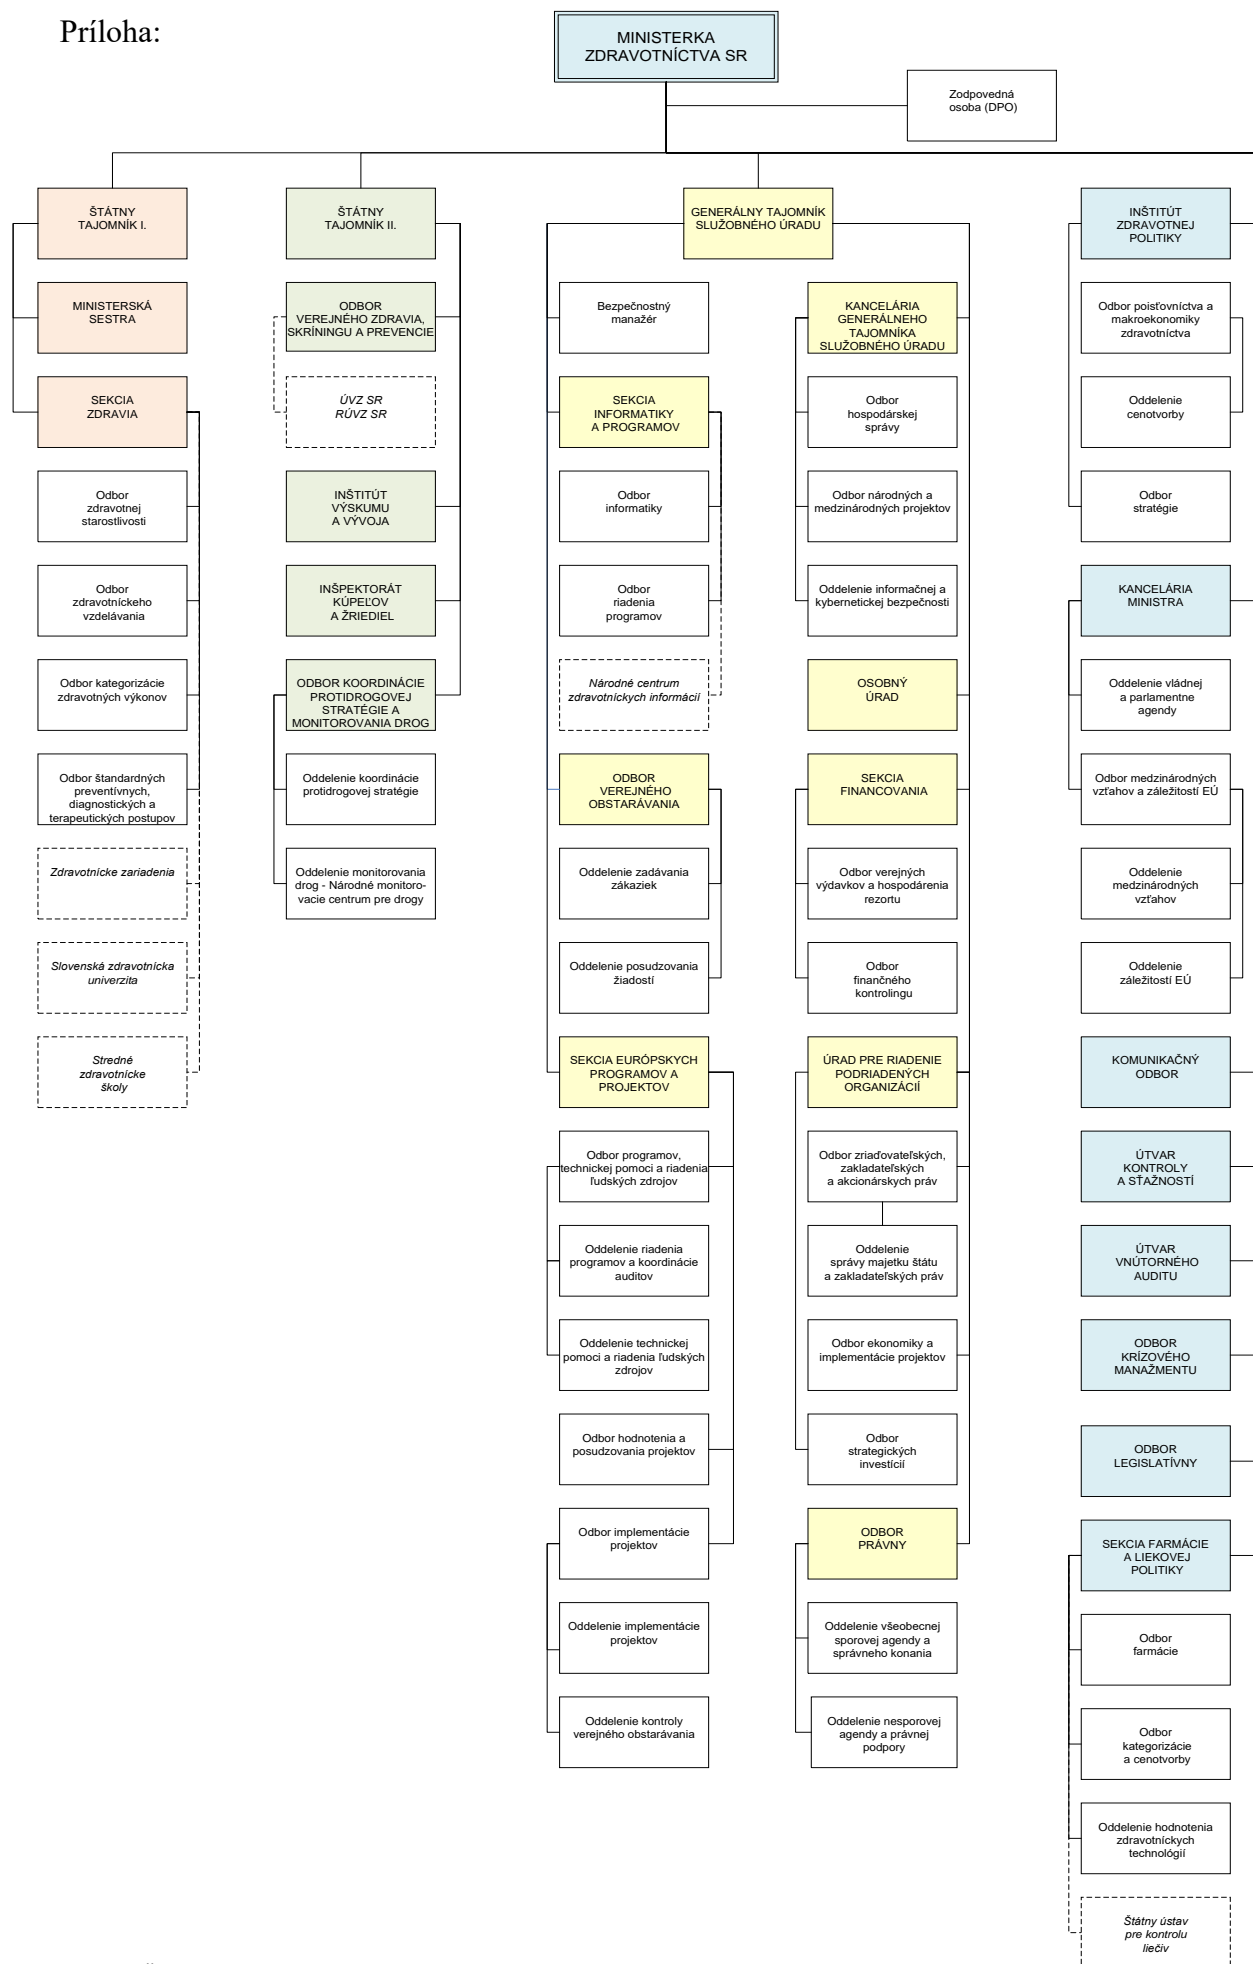 Príloha:
MINISTERKA
ZDRAVOTNÍCTVA SR
Zodpovedná
osoba (DPO)
ŠTÁTNY
TAJOMNÍK I.
MINISTERSKÁ
SESTRA
SEKCIA
ZDRAVIA
Odbor
zdravotnej
starostlivosti
Odbor
zdravotníckeho
vzdelávania
Odbor kategorizácie
zdravotných výkonov
Odbor štandardných
preventívnych,
diagnostických a
terapeutických postupov
Zdravotnícke zariadenia
Slovenská zdravotnícka
univerzita
Stredné
zdravotnícke
školy
ŠTÁTNY
TAJOMNÍK II.
ODBOR
VEREJNÉHO ZDRAVIA,
SKRÍNINGU A PREVENCIE
ÚVZ SR
RÚVZ SR
INŠTITÚT
VÝSKUMU
A VÝVOJA
INŠPEKTORÁT
KÚPEĽOV
A ŽRIEDIEL
ODBOR KOORDINÁCIE
PROTIDROGOVEJ
STRATÉGIE A
MONITOROVANIA DROG
Oddelenie koordinácie
protidrogovej stratégie
Oddelenie monitorovania
drog - Národné monitoro-
vacie centrum pre drogy
GENERÁLNY TAJOMNÍK
SLUŽOBNÉHO ÚRADU
Bezpečnostný
manažér
SEKCIA
INFORMATIKY
A PROGRAMOV
Odbor
informatiky
Odbor
riadenia
programov
Národné centrum
zdravotníckych informácií
ODBOR
VEREJNÉHO
OBSTARÁVANIA
Oddelenie zadávania
zákaziek
Oddelenie posudzovania
žiadostí
SEKCIA EURÓPSKYCH
PROGRAMOV A
PROJEKTOV
Odbor programov,
technickej pomoci a riadenia
ľudských zdrojov
Oddelenie riadenia
programov a koordinácie
auditov
Oddelenie technickej
pomoci a riadenia ľudských
zdrojov
Odbor hodnotenia a
posudzovania projektov
Odbor implementácie
projektov
Oddelenie implementácie
projektov
Oddelenie kontroly
verejného obstarávania
KANCELÁRIA
GENERÁLNEHO
TAJOMNÍKA
SLUŽOBNÉHO ÚRADU
Odbor
hospodárskej
správy
Odbor národných a
medzinárodných projektov
Oddelenie informačnej a
kybernetickej bezpečnosti
OSOBNÝ
ÚRAD
SEKCIA
FINANCOVANIA
Odbor verejných
výdavkov a hospodárenia
rezortu
Odbor
finančného
kontrolingu
ÚRAD PRE RIADENIE
PODRIADENÝCH
ORGANIZÁCIÍ
Odbor zriaďovateľských,
zakladateľských
a akcionárskych práv
Oddelenie
správy majetku štátu
a zakladateľských práv
Odbor ekonomiky a
implementácie projektov
Odbor
strategických
investícií
ODBOR
PRÁVNY
Oddelenie všeobecnej
sporovej agendy a
správneho konania
Oddelenie nesporovej
agendy a právnej
podpory
INŠTITÚT
ZDRAVOTNEJ
POLITIKY
Odbor poisťovníctva a
makroekonomiky
zdravotníctva
Oddelenie
cenotvorby
Odbor
stratégie
KANCELÁRIA
MINISTRA
Oddelenie vládnej
a parlamentne
agendy
Odbor medzinárodných
vzťahov a záležitostí EÚ
Oddelenie
medzinárodných
vzťahov
Oddelenie
záležitostí EÚ
KOMUNIKAČNÝ
ODBOR
ÚTVAR
KONTROLY
A SŤAŽNOSTÍ
ÚTVAR
VNÚTORNÉHO
AUDITU
ODBOR
KRÍZOVÉHO
MANAŽMENTU
ODBOR
LEGISLATÍVNY
SEKCIA FARMÁCIE
A LIEKOVEJ
POLITIKY
Odbor
farmácie
Odbor
kategorizácie
a cenotvorby
Oddelenie hodnotenia
zdravotníckych
technológií
Štátny ústav
pre kontrolu
liečiv